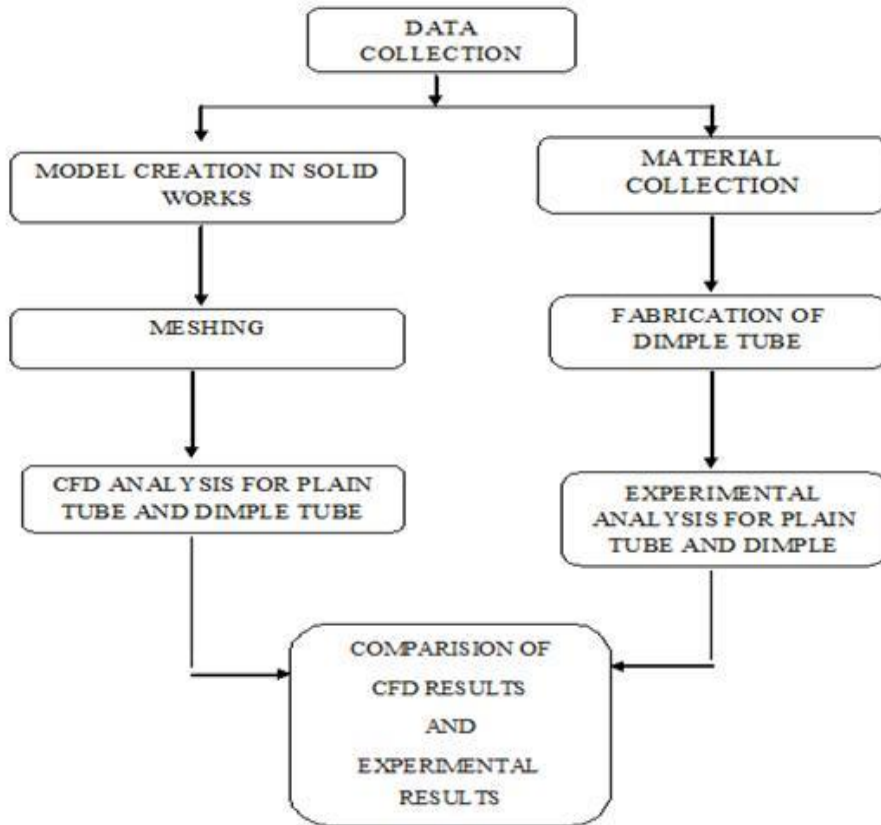 DATA
COLLECTION
MODEL CREATION IN SOLID
WORKS
MATERIAL
COLLECTION
MESHING
FABRICATION OF
DIMPLE TUBE
CFD ANALYSIS FOR PLAIN
TUBE AND DIMPLE TUBE
EXPERIMENTAL
ANALYSIS FOR PLAIN
TUBE AND DIMPLE
COMPARISION OF
CFD RESULTS
AND
EXPERIMENTAL
RESULTS